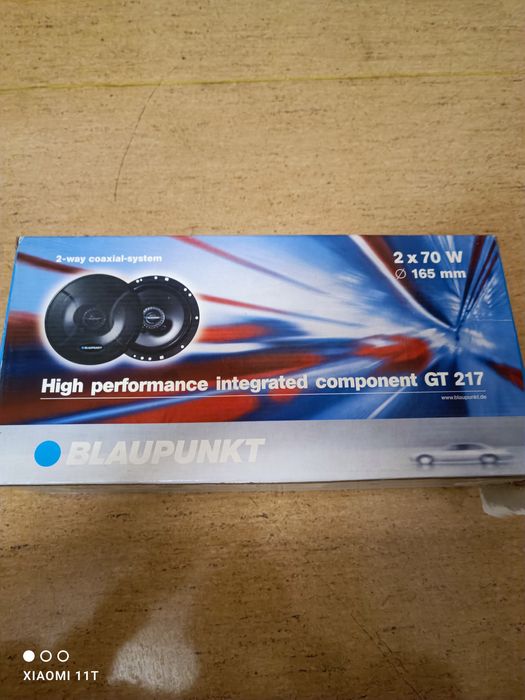 2-way coaxial-system
2 x 70 W
Ø 165 mm
BLAUPUNKT
High performance integrated component GT 217
www.blaupunkt.de
BLAUPUNKT
XIAOMI 11T